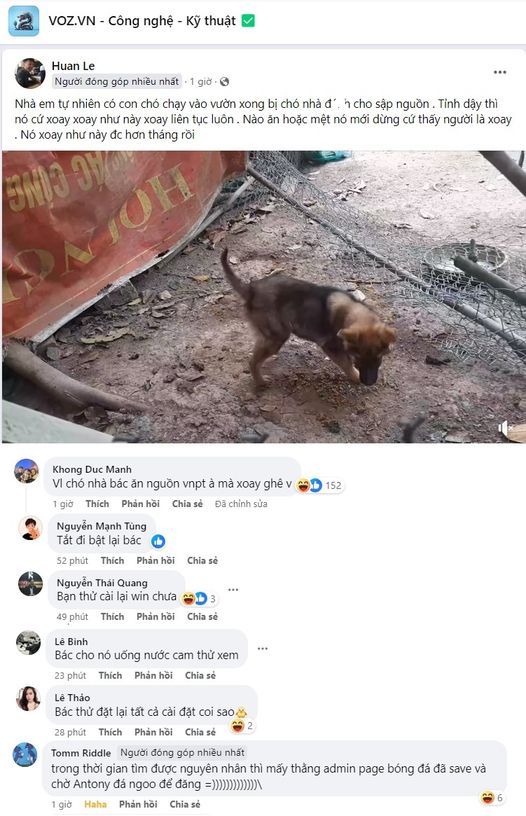 VOZ.VN - Công nghệ - Kỹ thuật
Huan Le
Người đóng góp nhiều nhất · 1 giờ ·
Nhà em tự nhiên có con chó chạy vào vườn xong bị chó nhà cho sập nguồn . Tỉnh dậy thì
nó cứ xoay xoay như này xoay liên tục luôn . Nào ăn hoặc mệt nó mới dừng cứ thấy người là xoay
. Nó xoay như này đc hơn tháng rồi
Khong Duc Manh
Vl chó nhà bác ăn nguồn vnpt à mà xoay ghê v
152
1 giờ Thích Phản hồi Chia sẻ Đã chỉnh sửa
Nguyễn Mạnh Tùng
Tắt đi bật lại bác
52 phút Thích Phản hồi Chia sẻ
Nguyễn Thái Quang
Bạn thử cài lại win chưa
3
49 phút Thích Phản hồi Chia sẻ
Lê Bình
Bác cho nó uống nước cam thử xem
23 phút Thích Phản hồi Chia sẻ
Lê Thảo
Bác thử đặt lại tất cả cài đặt coi sao
2
28 phút Thích Phản hồi Chia sẻ
Tomm Riddle Người đóng góp nhiều nhất
trong thời gian tìm được nguyên nhân thì mấy thằng admin page bóng đá đã save và
chờ Antony đá ngoo để đăng =)))))))))))))\
6
1 giờ Haha Phản hồi Chia sẻ